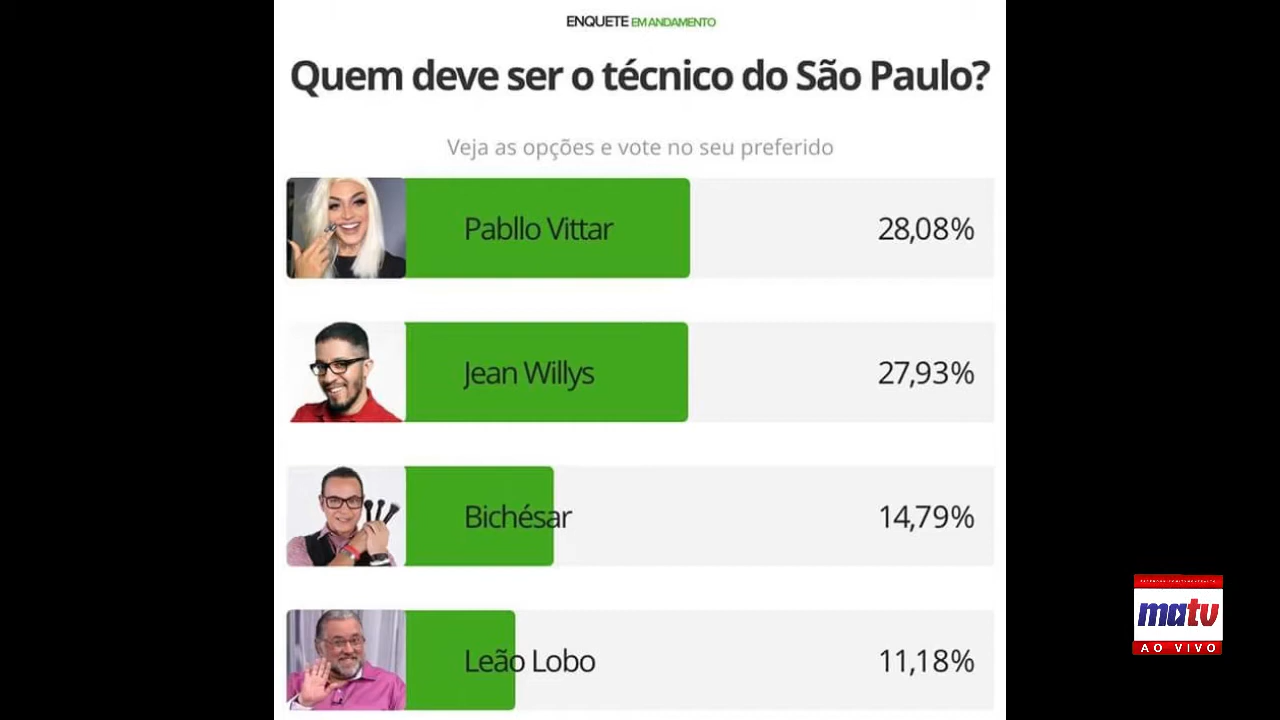 ENQUETE EM ANDAMENTO
Quem deve ser o técnico do São Paulo?
Veja as opções e vote no seu preferido
Pabllo Vittar 28,08%
Jean Willys 27,93%
Bichésar 14,79%
Leão Lobo 11,18%
matv
AO VIVO